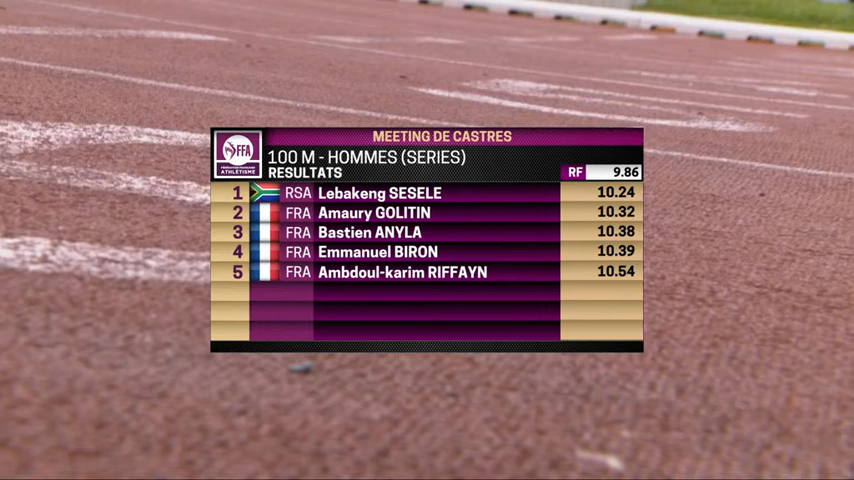 MEETING DE CASTRES
FFA
ATHLÉTISME
100 M - HOMMES (SERIES)
RESULTATS
RF 9.86
1 RSA Lebakeng SESELE 10.24
2 FRA Amaury GOLITIN 10.32
3 FRA Bastien ANYLA 10.38
4 FRA Emmanuel BIRON 10.39
5 FRA Ambdoul-karim RIFFAYN 10.54